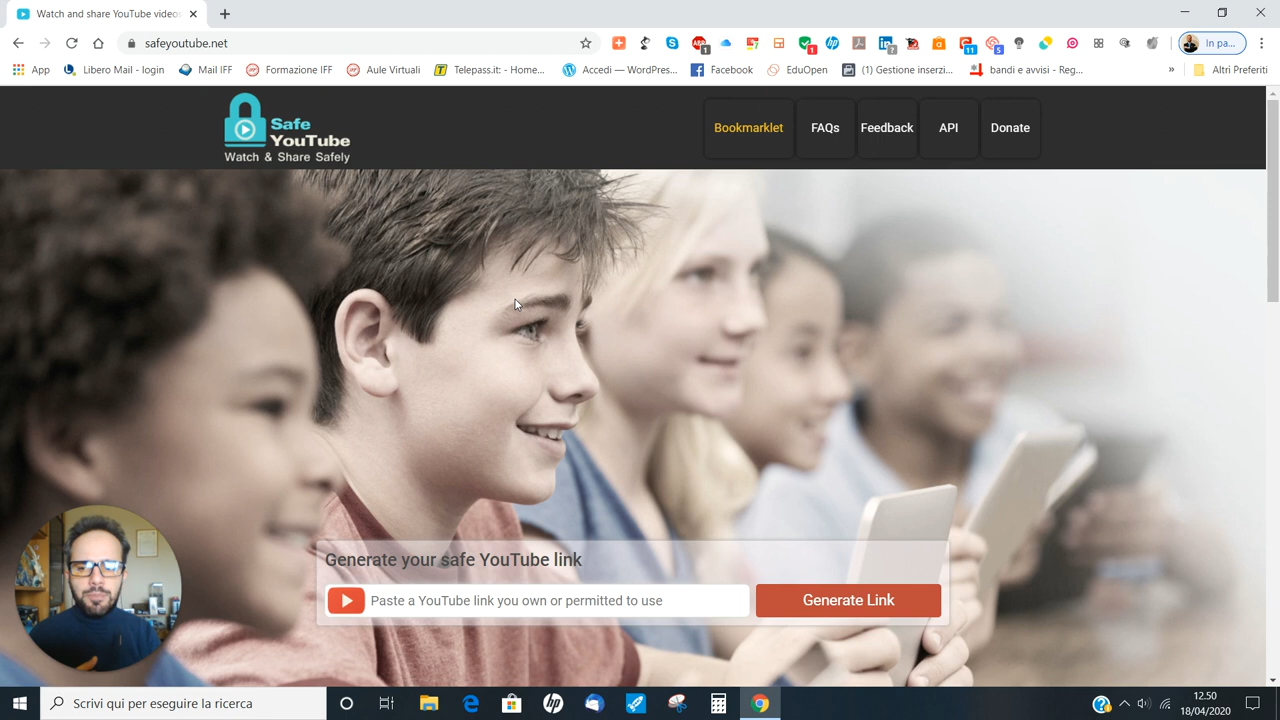 Watch and share YouTube videos
safeyoutube.net
In pa...
App
Libero Mail - login
Mail IFF
Formazione IFF
Aule Virtuali
Telepass.it: - Home...
Accedi — WordPres...
Facebook
EduOpen
(1) Gestione inserzi...
bandi e avvisi - Reg...
»
Altri Preferiti
Safe
YouTube
Watch & Share Safely
Bookmarklet
FAQs
Feedback
API
Donate
Generate your safe YouTube link
Paste a YouTube link you own or permitted to use
Generate Link
Scrivi qui per eseguire la ricerca
12.50
18/04/2020